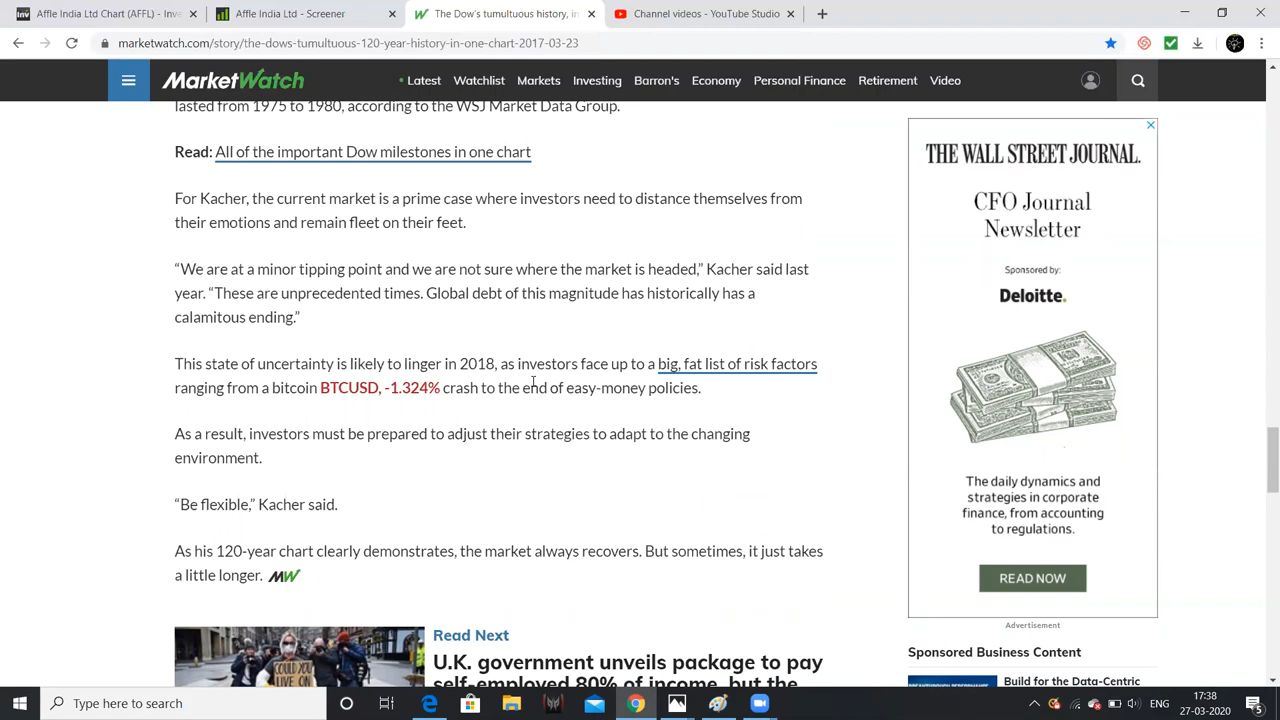 Affle India Ltd Chart (AFFL) - Inves
Affle India Ltd - Screener
The Dow's tumultuous history, in
Channel videos - YouTube Studio
marketwatch.com/story/the-dows-tumultuous-120-year-history-in-one-chart-2017-03-23
MarketWatch
Latest Watchlist Markets Investing Barron's Economy Personal Finance Retirement Video
lasted from 1975 to 1980, according to the WSJ Market Data Group.
Read: All of the important Dow milestones in one chart
For Kacher, the current market is a prime case where investors need to distance themselves from
their emotions and remain fleet on their feet.
“We are at a minor tipping point and we are not sure where the market is headed,” Kacher said last
year. “These are unprecedented times. Global debt of this magnitude has historically has a
calamitous ending.”
This state of uncertainty is likely to linger in 2018, as investors face up to a big, fat list of risk factors
ranging from a bitcoin BTCUSD, -1.324% crash to the end of easy-money policies.
As a result, investors must be prepared to adjust their strategies to adapt to the changing
environment.
“Be flexible,” Kacher said.
As his 120-year chart clearly demonstrates, the market always recovers. But sometimes, it just takes
a little longer. MW
Read Next
U.K. government unveils package to pay
self-employed 80% of income, but the
COULD YOU
LIVE ON
THE WALL STREET JOURNAL.
CFO Journal
Newsletter
Sponsored by:
Deloitte.
The daily dynamics and
strategies in corporate
finance, from accounting
to regulations.
READ NOW
Advertisement
Sponsored Business Content
Build for the Data-Centric
Type here to search
ENG
17:38
27-03-2020
5